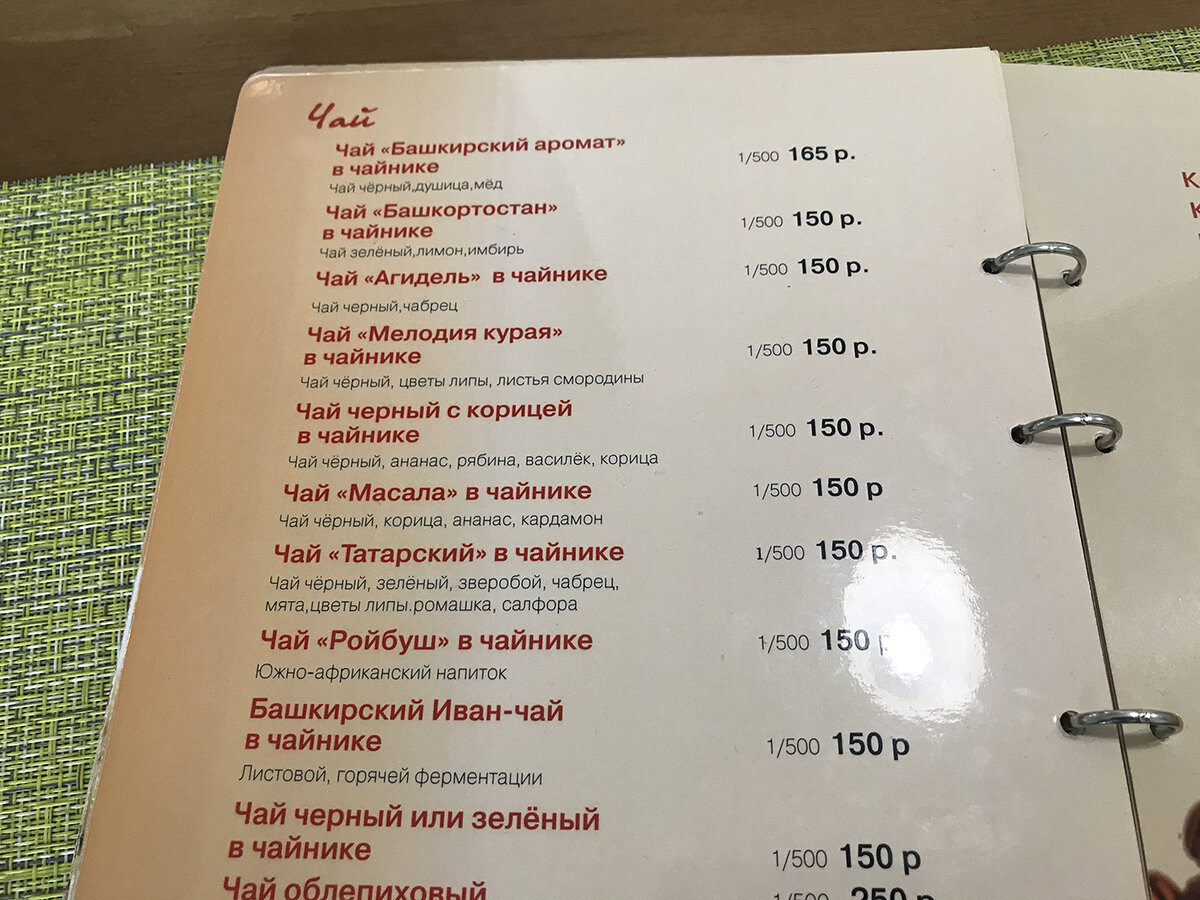 Чай
Чай «Башкирский аромат»
в чайнике 1/500 165 р.
Чай чёрный,душица,мёд
Чай «Башкортостан»
в чайнике 1/500 150 р.
Чай зелёный,лимон,имбирь
Чай «Агидель» в чайнике 1/500 150 р.
Чай черный,чабрец
Чай «Мелодия курая»
в чайнике 1/500 150 р.
Чай чёрный, цветы липы, листья смородины
Чай черный с корицей
в чайнике 1/500 150 р.
Чай чёрный, ананас, рябина, василёк, корица
Чай «Масала» в чайнике 1/500 150 р
Чай чёрный, корица, ананас, кардамон
Чай «Татарский» в чайнике 1/500 150 р.
Чай чёрный, зелёный, зверобой, чабрец,
мята,цветы липы.ромашка, салфора
Чай «Ройбуш» в чайнике 1/500 150 р
Южно-африканский напиток
Башкирский Иван-чай
в чайнике 1/500 150 р
Листовой, горячей ферментации
Чай черный или зелёный
в чайнике 1/500 150 р
Чай облепиховый 1/500 250 р